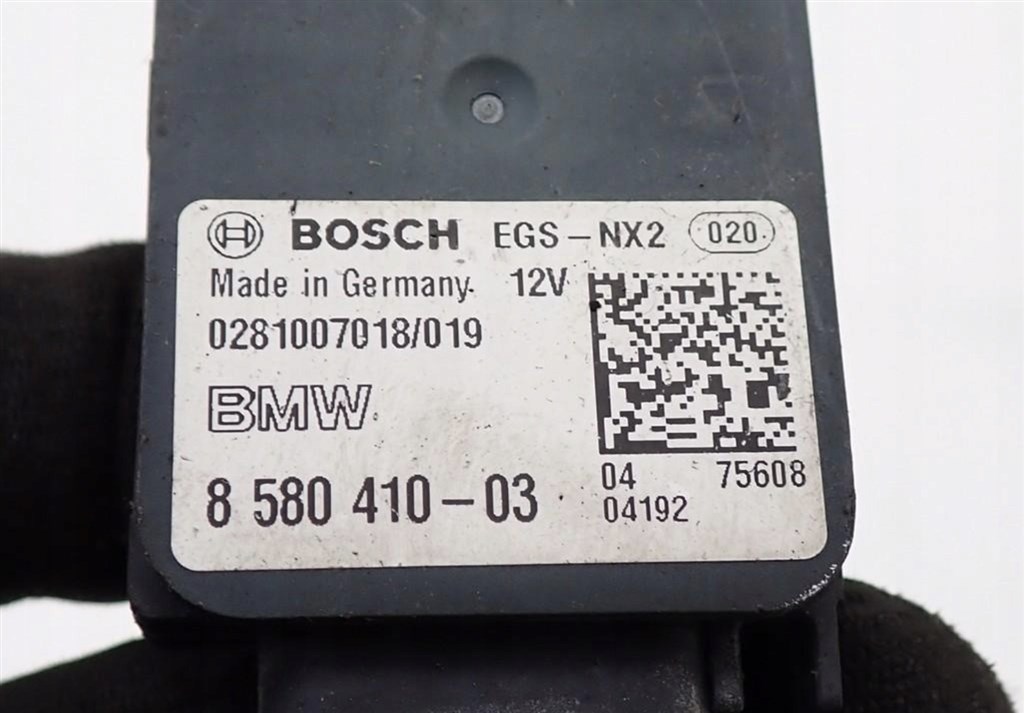 BOSCH EGS-NX2 020
Made in Germany 12V
0281007018/019
BMW
8 580 410-03
04 75608
04192